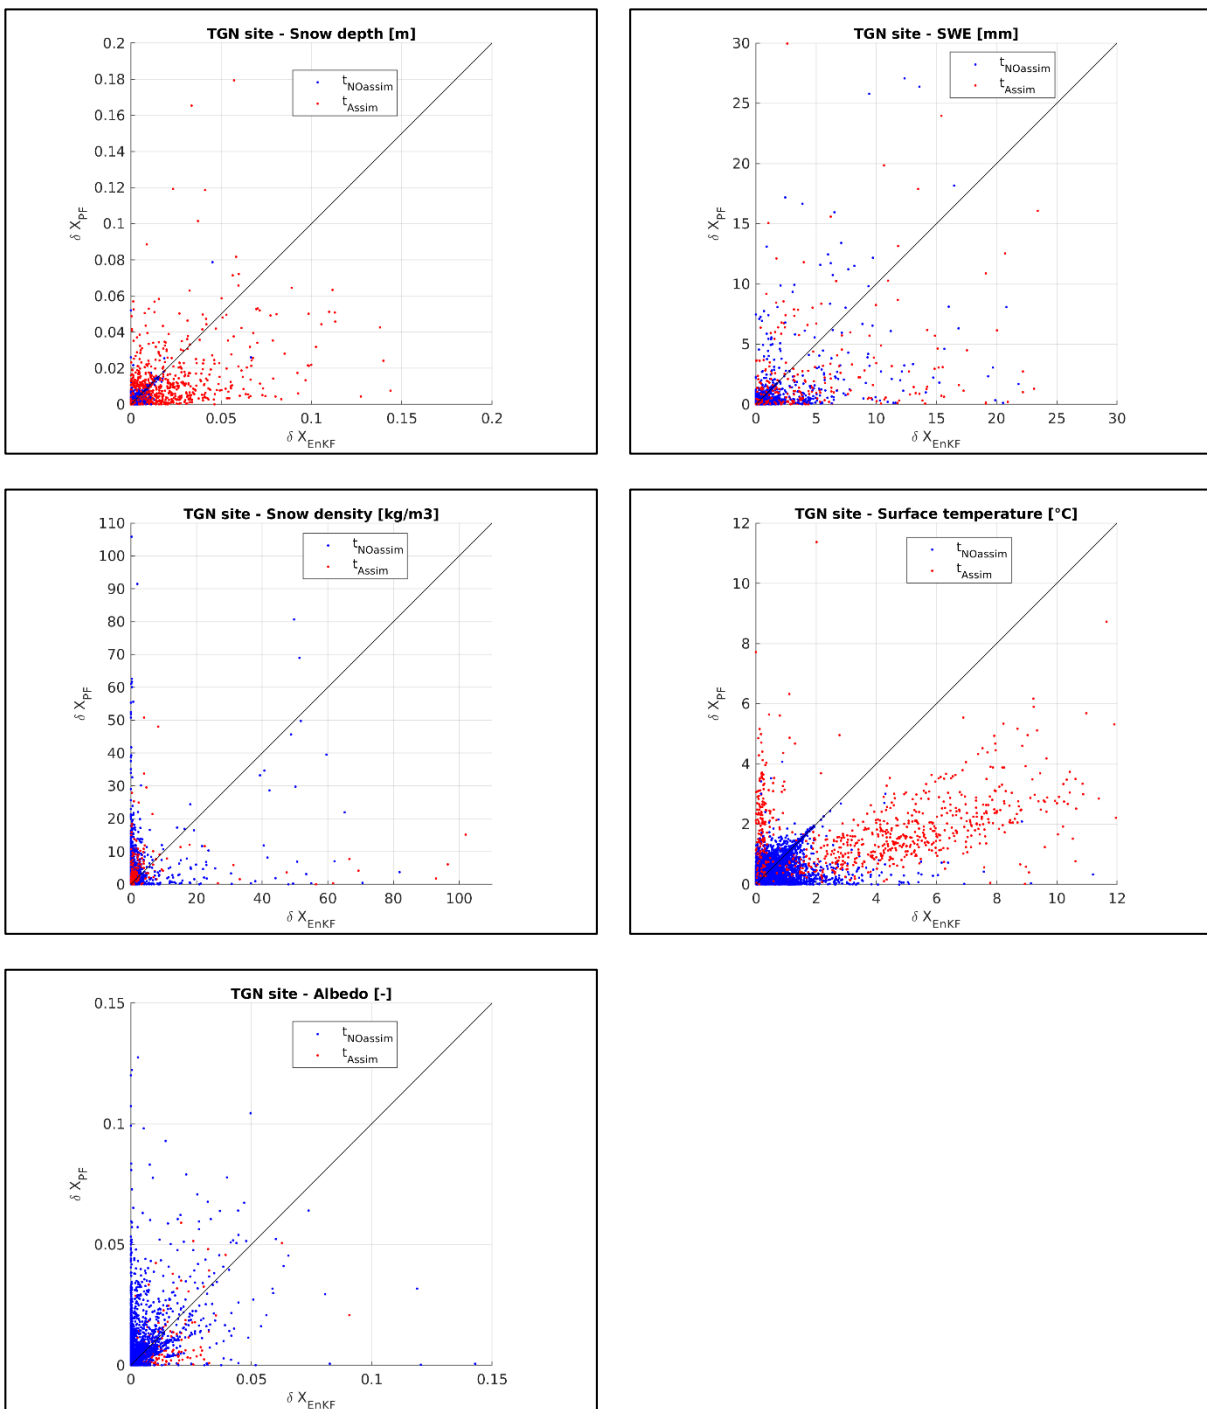 TGN site - Snow depth [m]
0.2
0.18
0.16
0.14
0.12
0.1
0.08
0.06
0.04
0.02
0
δ X_PF
t_NOassim
t_Assim
0 0.05 0.1 0.15 0.2
δ X_EnKF
TGN site - SWE [mm]
30
25
20
15
10
5
0
δ X_PF
t_NOassim
t_Assim
0 5 10 15 20 25 30
δ X_EnKF
TGN site - Snow density [kg/m3]
110
100
90
80
70
60
50
40
30
20
10
0
δ X_PF
t_NOassim
t_Assim
0 20 40 60 80 100
δ X_EnKF
TGN site - Surface temperature [°C]
12
10
8
6
4
2
0
δ X_PF
t_NOassim
t_Assim
0 2 4 6 8 10 12
δ X_EnKF
TGN site - Albedo [-]
0.15
0.1
0.05
0
δ X_PF
t_NOassim
t_Assim
0 0.05 0.1 0.15
δ X_EnKF